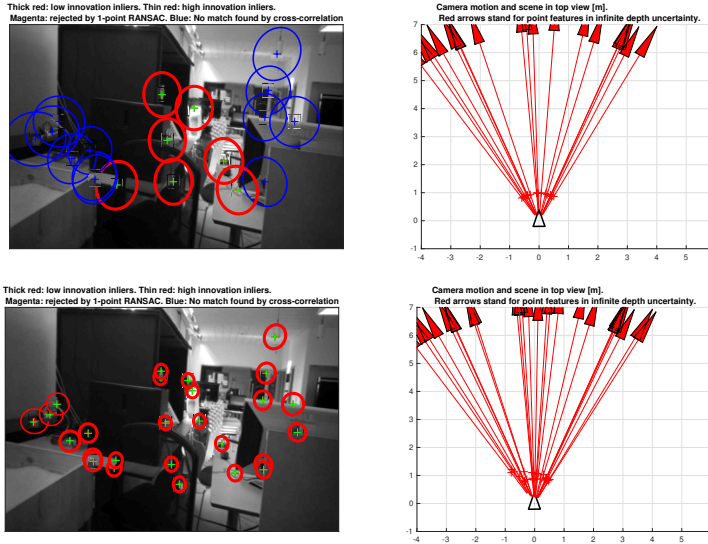 Thick red: low innovation inliers. Thin red: high innovation inliers.
Magenta: rejected by 1-point RANSAC. Blue: No match found by cross-correlation
Camera motion and scene in top view [m].
Red arrows stand for point features in infinite depth uncertainty.
7
6
5
4
3
2
1
0
-1
-4 -3 -2 -1 0 1 2 3 4 5
Thick red: low innovation inliers. Thin red: high innovation inliers.
Magenta: rejected by 1-point RANSAC. Blue: No match found by cross-correlation
Camera motion and scene in top view [m].
Red arrows stand for point features in infinite depth uncertainty.
7
6
5
4
3
2
1
0
-1
-4 -3 -2 -1 0 1 2 3 4 5